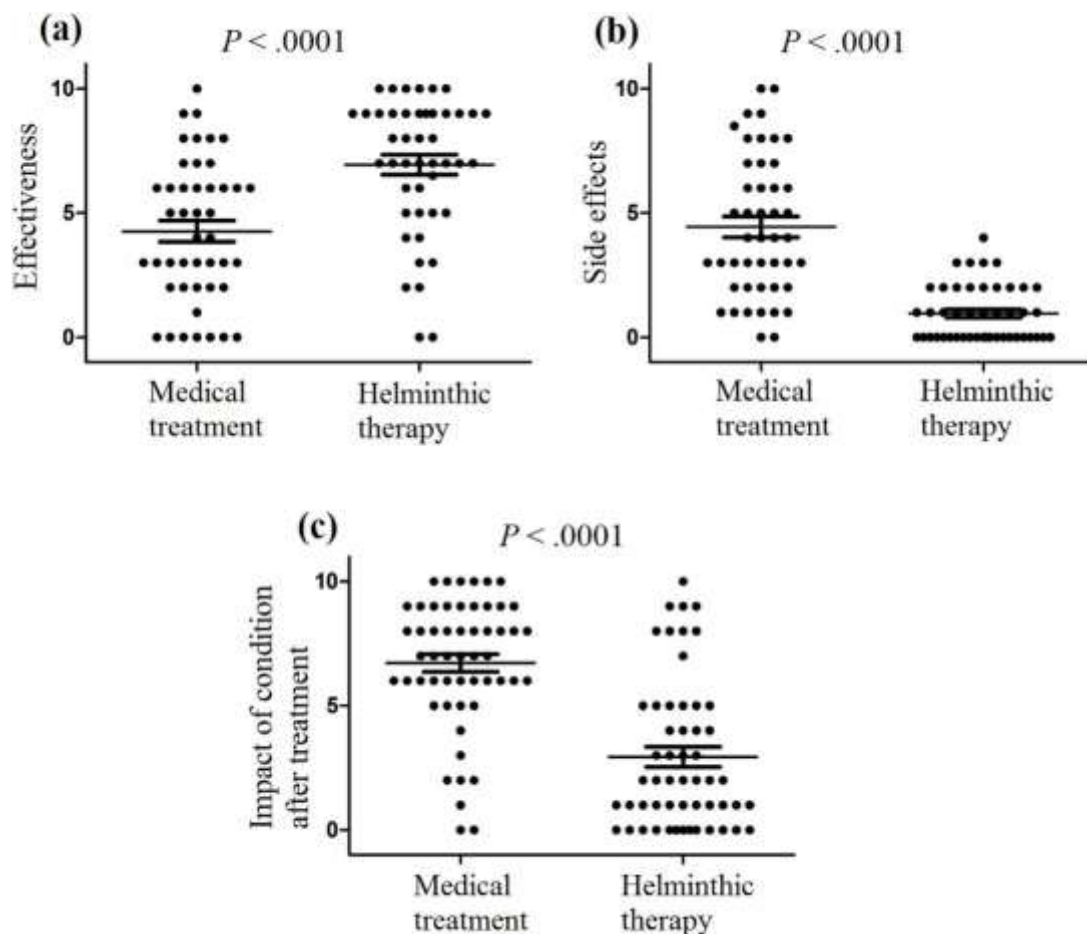 (a)
P < .0001
Effectiveness
10
5
0
Medical
treatment
Helminthic
therapy
(b)
P < .0001
Side effects
10
5
0
Medical
treatment
Helminthic
therapy
(c)
P < .0001
Impact of condition
after treatment
10
5
0
Medical
treatment
Helminthic
therapy